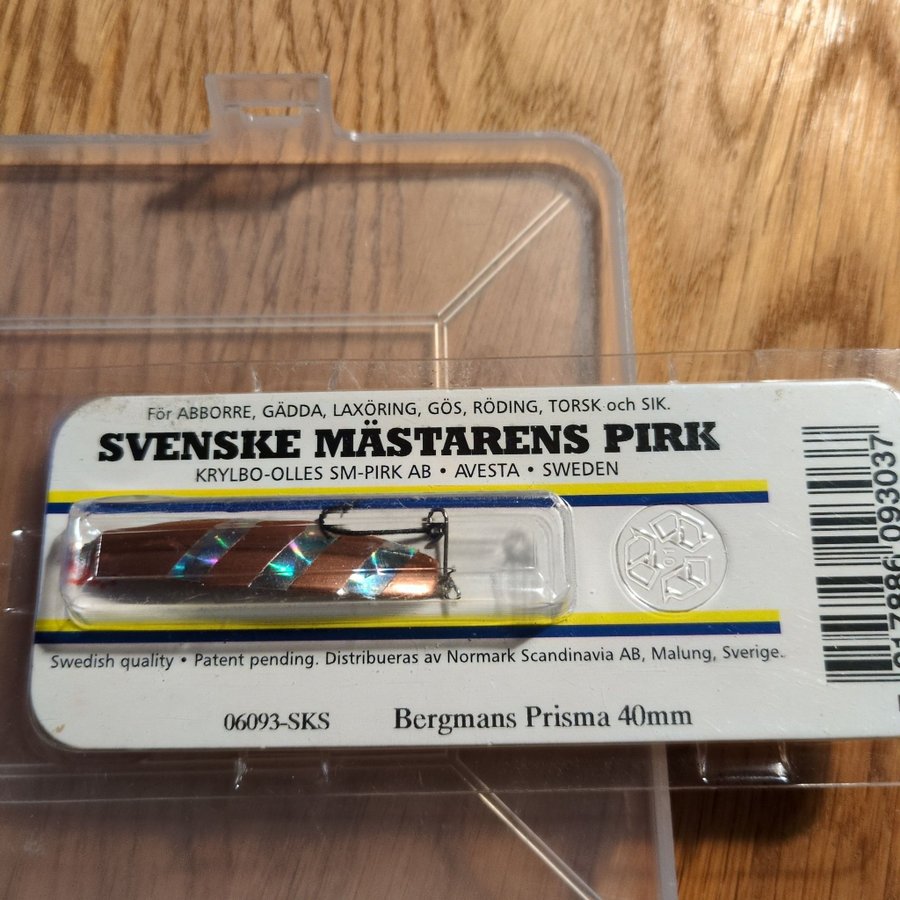 För ABBORRE, GÄDDA, LAXÖRING, GÖS, RÖDING, TORSK och SIK.
SVENSKE MÄSTARENS PIRK
KRYLBO-OLLES SM-PIRK AB • AVESTA • SWEDEN
Swedish quality • Patent pending. Distribueras av Normark Scandinavia AB, Malung, Sverige.
06093-SKS Bergmans Prisma 40mm
093037